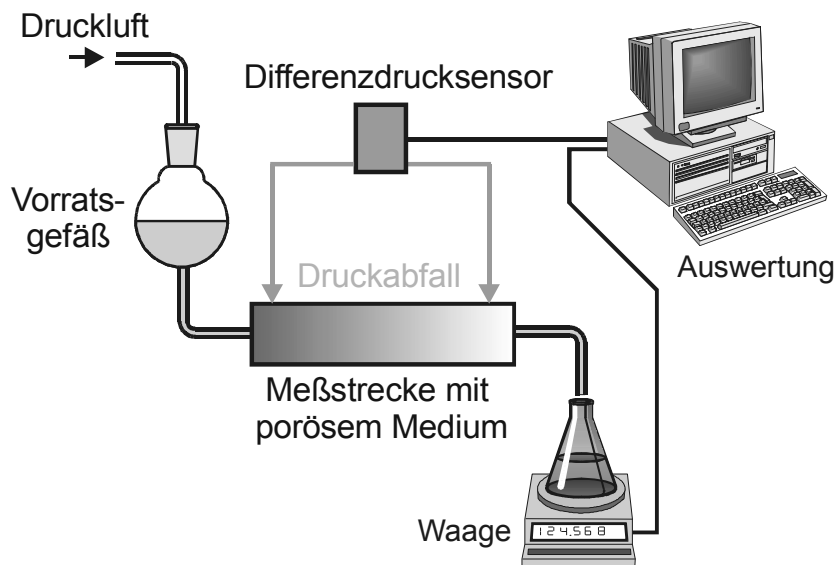 Druckluft
Differenzdrucksensor
Vorrats-
gefäß
Druckabfall
Auswertung
Meßstrecke mit
porösem Medium
Waage
124.568